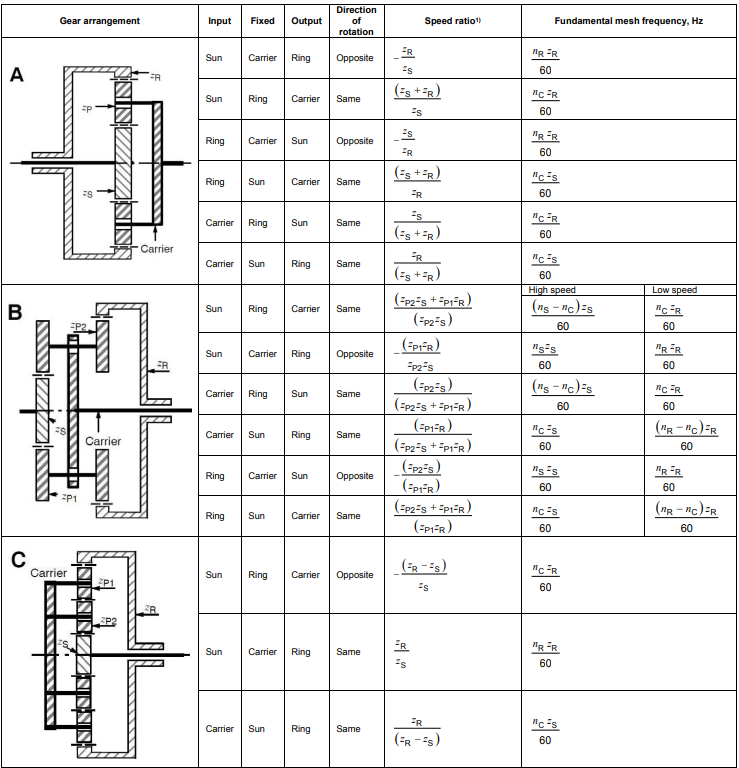 Gear arrangement Input Fixed Output Direction of rotation Speed ratio1) Fundamental mesh frequency, Hz
A
zR
zP
zS
Carrier
Sun Carrier Ring Opposite -zR/zS nR zR/60
Sun Ring Carrier Same (zS + zR)/zS nC zR/60
Ring Carrier Sun Opposite -zS/zR nR zR/60
Ring Sun Carrier Same (zS + zR)/zR nC zS/60
Carrier Ring Sun Same zS/(zS + zR) nC zR/60
Carrier Sun Ring Same zR/(zS + zR) nC zS/60
B
zP2
zR
zS
Carrier
zP1
High speed Low speed
Sun Ring Carrier Same (zP2zS + zP1zR)/(zP2zS) (nS - nC)zS/60 nC zR/60
Sun Carrier Ring Opposite -(zP1zR)/zP2zS nSzS/60 nR zR/60
Carrier Ring Sun Same (zP2zS)/(zP2zS + zP1zR) (nS - nC)zS/60 nC zR/60
Carrier Sun Ring Same (zP1zR)/(zP2zS + zP1zR) nC zS/60 (nR - nC)zR/60
Ring Carrier Sun Opposite -(zP2zS)/(zP1zR) nS zS/60 nR zR/60
Ring Sun Carrier Same (zP2zS + zP1zR)/(zP1zR) nC zS/60 (nR - nC)zR/60
C
Carrier
zP1
zR
zP2
zS
Sun Ring Carrier Opposite -(zR - zS)/zS nC zR/60
Sun Carrier Ring Same zR/zS nR zR/60
Carrier Sun Ring Same zR/(zR - zS) nC zS/60